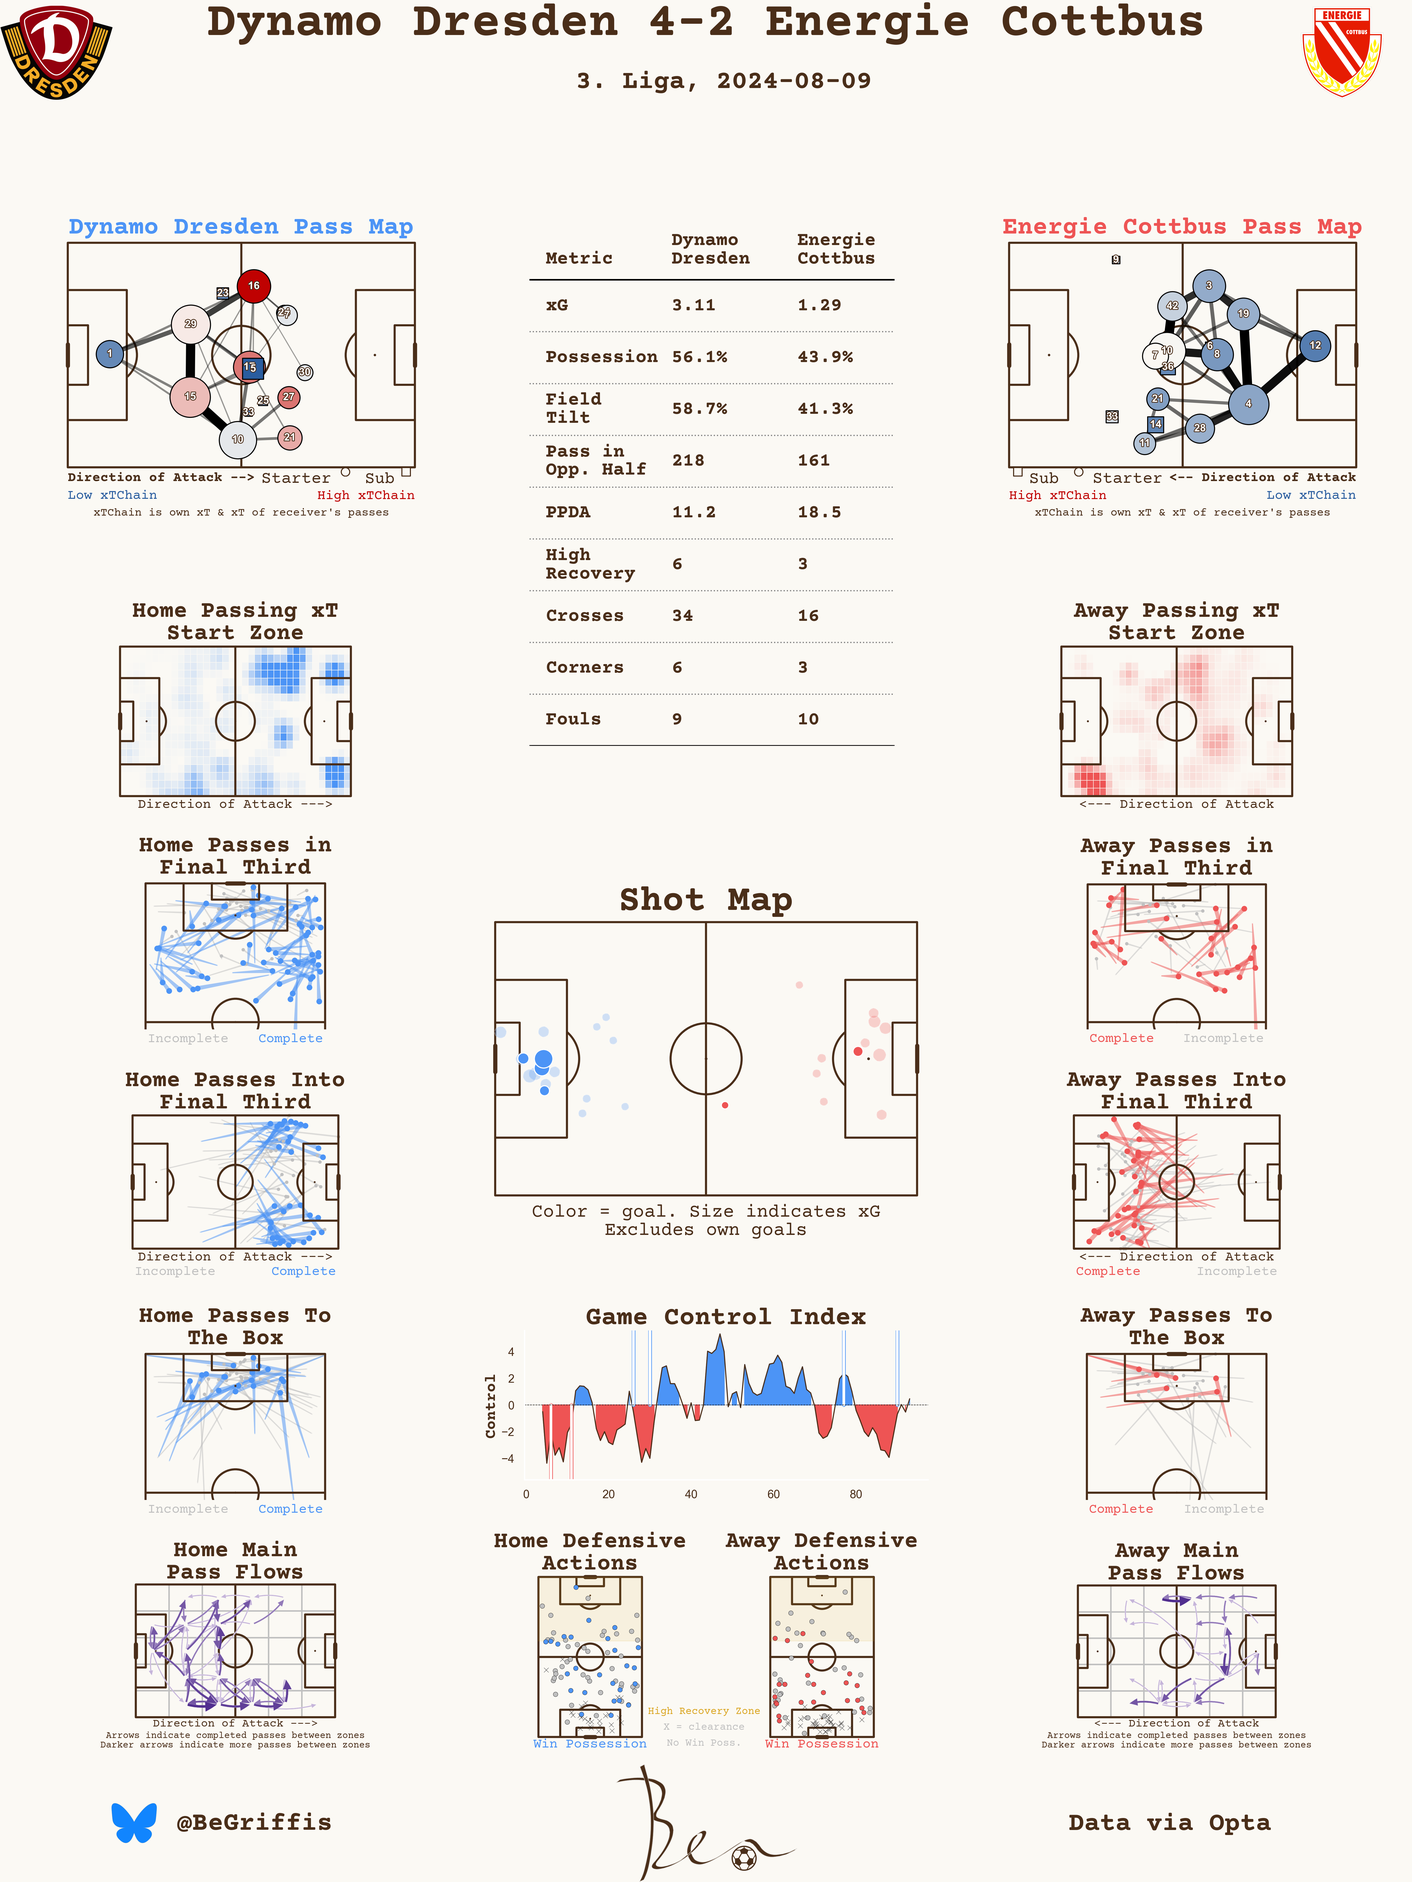 Dynamo Dresden 4-2 Energie Cottbus
3. Liga, 2024-08-09
DRESDEN
ENERGIE
COTTBUS
Dynamo Dresden Pass Map
16
23
24
7
29
1
5
30
15
27
25
33
10
21
Direction of Attack --> Starter Sub
Low xTChain High xTChain
xTChain is own xT & xT of receiver's passes
Metric Dynamo Dresden Energie Cottbus
xG 3.11 1.29
Possession 56.1% 43.9%
Field Tilt 58.7% 41.3%
Pass in Opp. Half 218 161
PPDA 11.2 18.5
High Recovery 6 3
Crosses 34 16
Corners 6 3
Fouls 9 10
Energie Cottbus Pass Map
9
3
42
19
12
6
10
7
8
36
21
4
33
14
28
11
Sub Starter <-- Direction of Attack
High xTChain Low xTChain
xTChain is own xT & xT of receiver's passes
Home Passing xT
Start Zone
Direction of Attack --->
Away Passing xT
Start Zone
<--- Direction of Attack
Home Passes in
Final Third
Incomplete Complete
Away Passes in
Final Third
Complete Incomplete
Shot Map
Color = goal. Size indicates xG
Excludes own goals
Home Passes Into
Final Third
Direction of Attack --->
Incomplete Complete
Away Passes Into
Final Third
<--- Direction of Attack
Complete Incomplete
Home Passes To
The Box
Incomplete Complete
Game Control Index
Control
4
2
0
−2
−4
0 20 40 60 80
Away Passes To
The Box
Complete Incomplete
Home Main
Pass Flows
Direction of Attack --->
Arrows indicate completed passes between zones
Darker arrows indicate more passes between zones
Home Defensive
Actions
Win Possession
High Recovery Zone
X = clearance
No Win Poss.
Away Defensive
Actions
Win Possession
Away Main
Pass Flows
<--- Direction of Attack
Arrows indicate completed passes between zones
Darker arrows indicate more passes between zones
@BeGriffis
Ben
Data via Opta